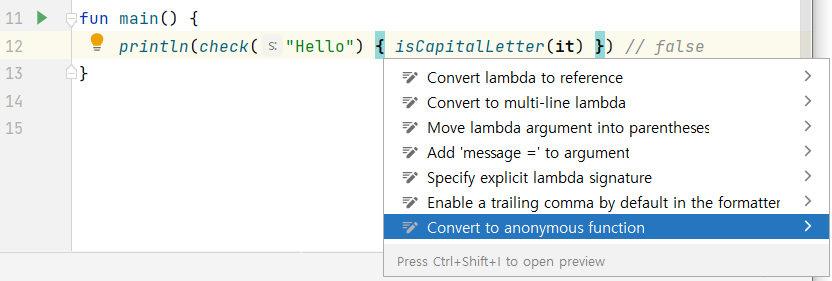 11 fun main() {
12 println(check( s: "Hello") { isCapitalLetter(it) }) // false
13 }
14
15
Convert lambda to reference
Convert to multi-line lambda
Move lambda argument into parentheses
Add 'message =' to argument
Specify explicit lambda signature
Enable a trailing comma by default in the formatter
Convert to anonymous function
Press Ctrl+Shift+I to open preview